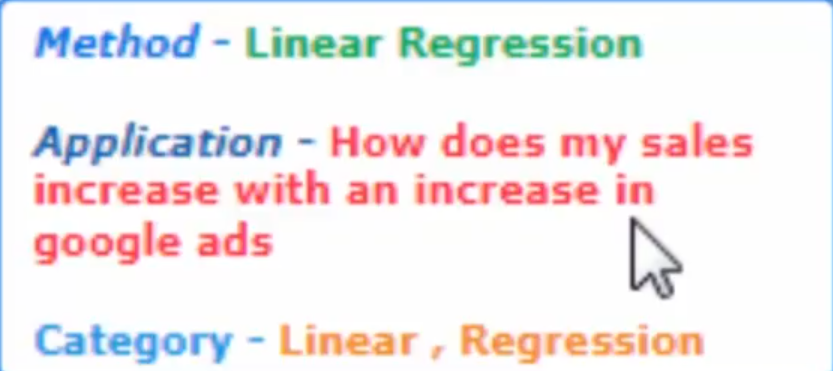 Method - Linear Regression
Application - How does my sales
increase with an increase in
google ads
Category - Linear , Regression